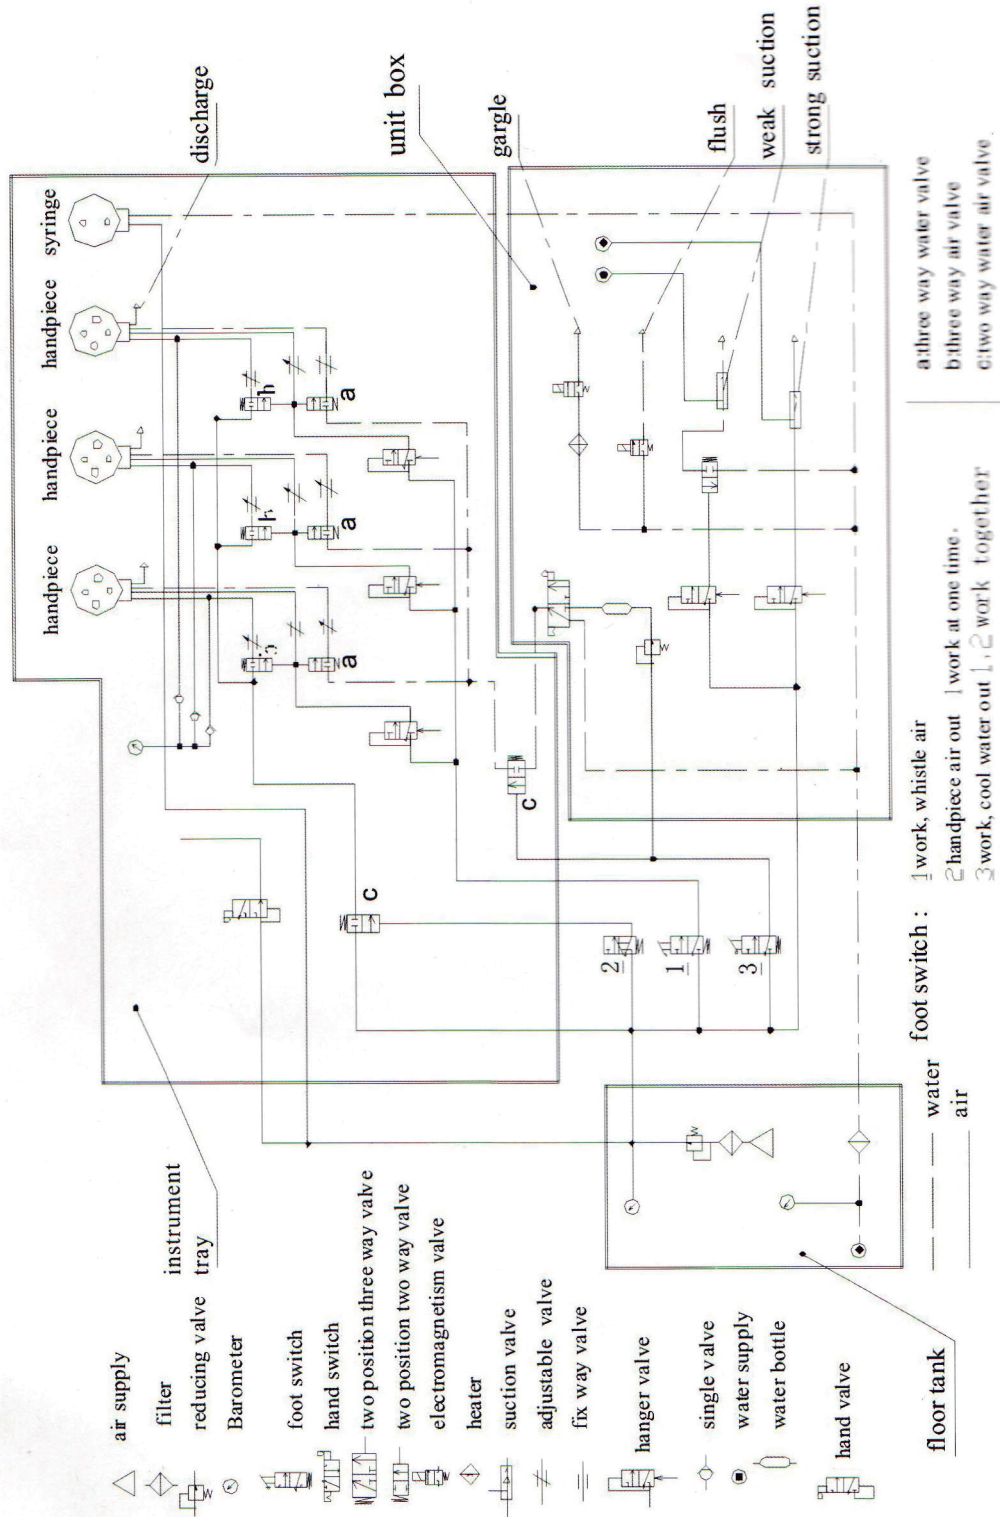 handpiece
handpiece
handpiece
syringe
discharge
unit box
gargle
flush
weak suction
strong suction
b
a
h
a
a
c
c
2
1
3
instrument
tray
floor tank
air supply
filter
reducing valve
Barometer
foot switch
hand switch
two position three way valve
two position two way valve
electromagnetism valve
heater
suction valve
adjustable valve
fix way valve
hanger valve
single valve
water supply
water bottle
hand valve
water
air
foot switch : 1work, whistle air
2handpiece air out 1work at one time.
3work, cool water out 1,2 work together
a:three way water valve
b:three way air valve
c:two way water air valve